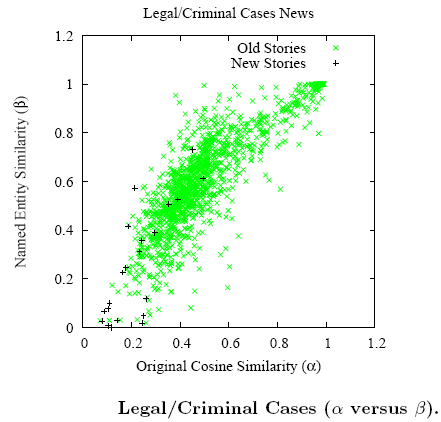 Legal/Criminal Cases News
1.2
Old Stories
New Stories
1
0.8
0.6
0.4
0.2
0
Named Entity Similarity (β)
0 0.2 0.4 0.6 0.8 1 1.2
Original Cosine Similarity (α)
Legal/Criminal Cases (α versus β).